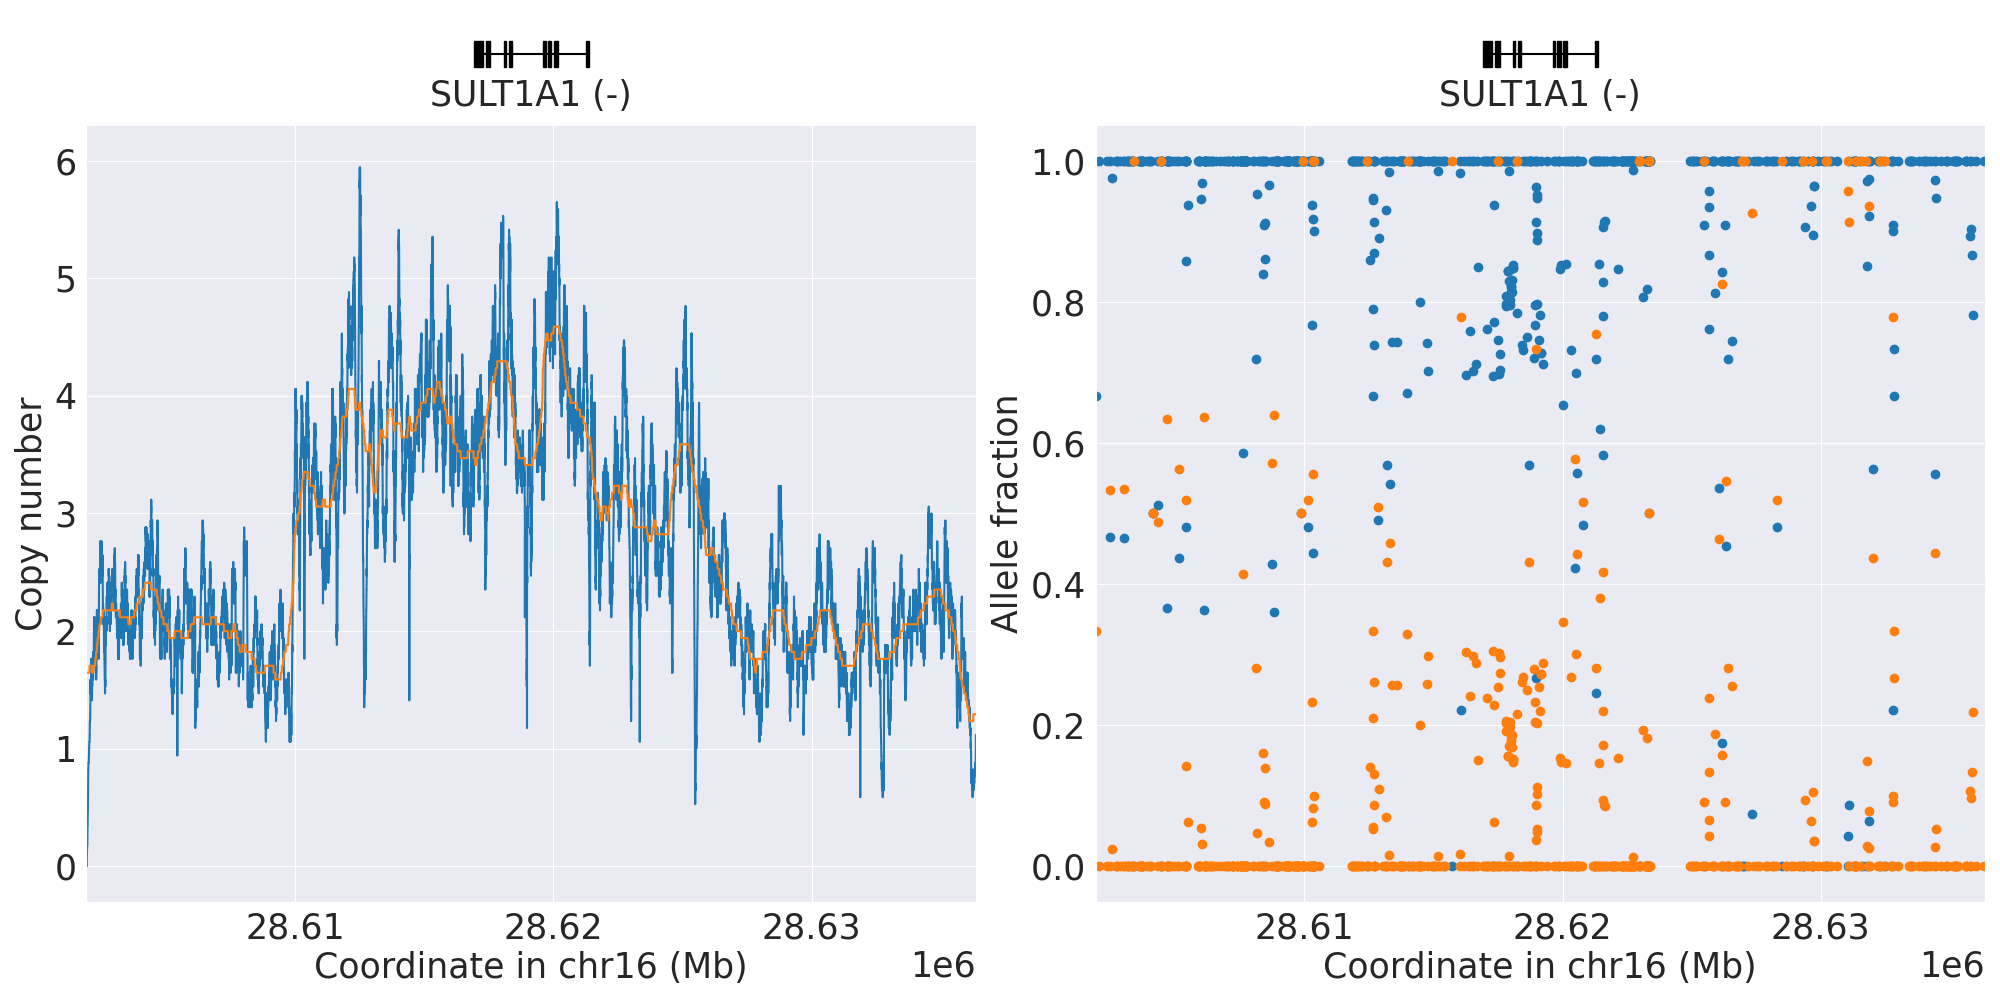 SULT1A1 (-)
6
5
4
3
2
1
0
Copy number
28.61
28.62
28.63
Coordinate in chr16 (Mb)
1e6
SULT1A1 (-)
1.0
0.8
0.6
0.4
0.2
0.0
Allele fraction
28.61
28.62
28.63
Coordinate in chr16 (Mb)
1e6